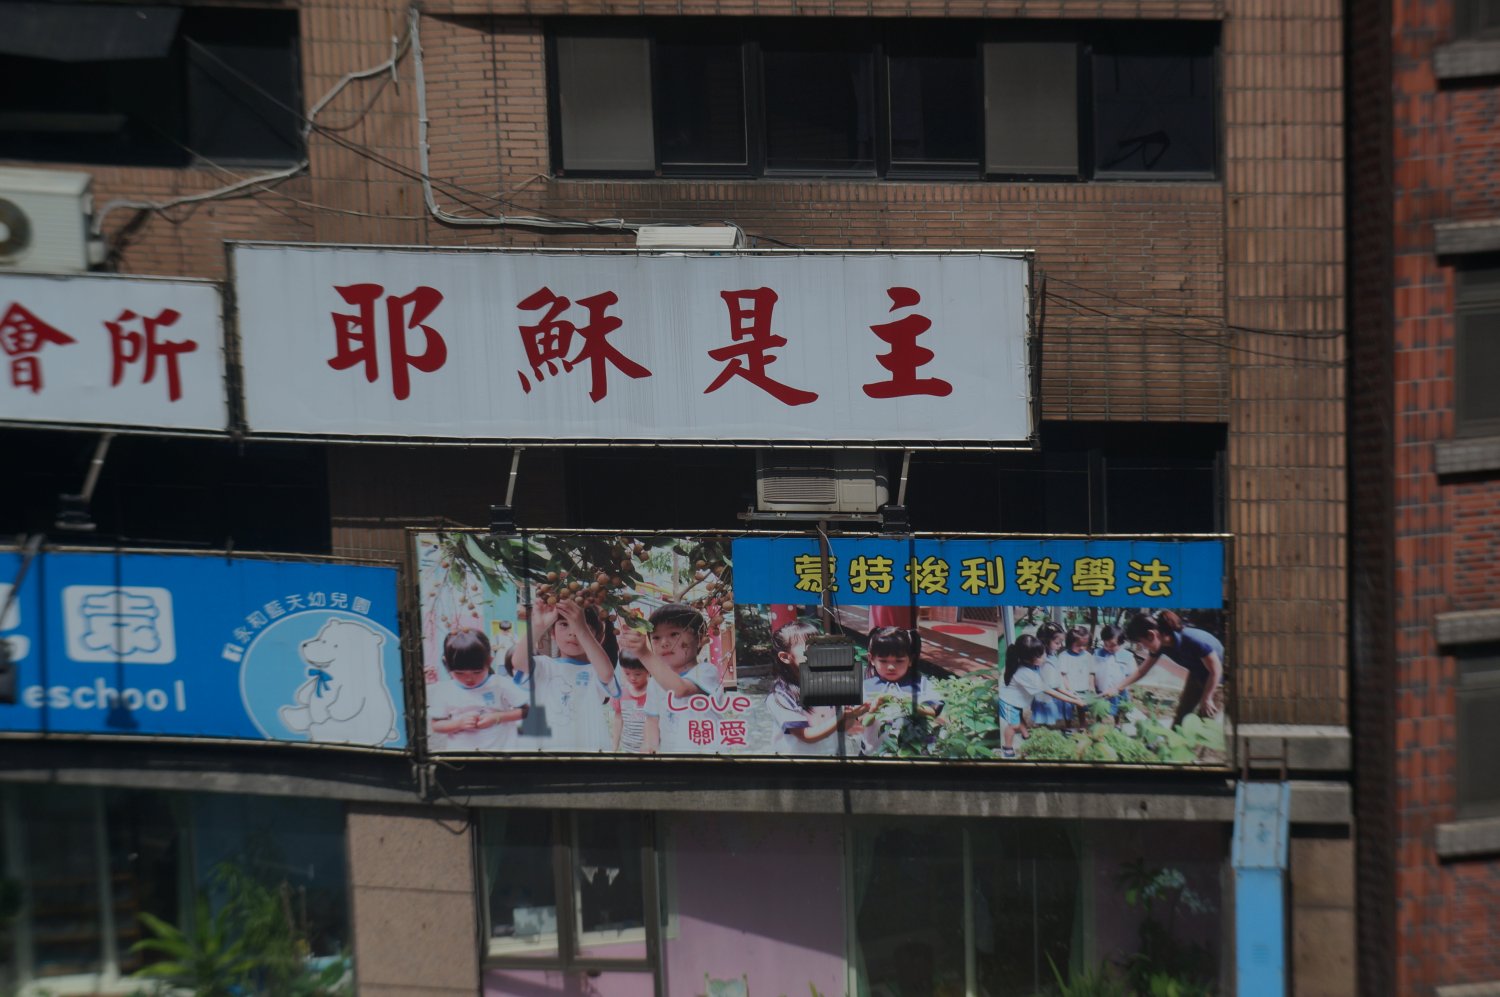 會所
耶穌是主
園
eschool
永和藍天幼兒園
蒙特梭利教學法
Love
關愛